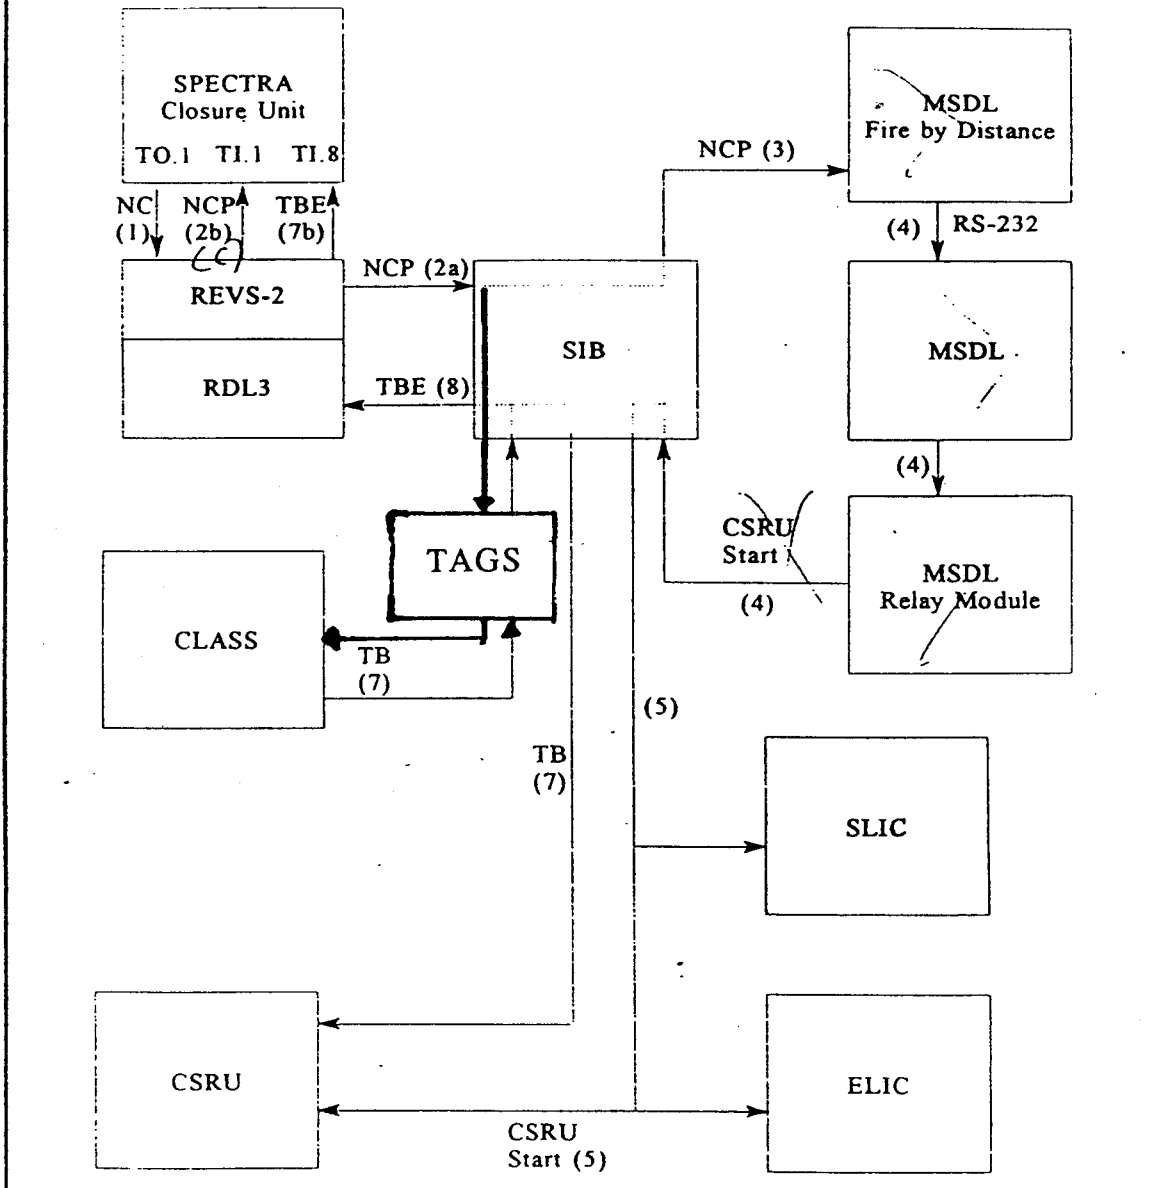 SPECTRA
Closure Unit
TO.1 TI.1 TI.8
NC
(1)
NCP
(2b)
TBE
(7b)
REVS-2
RDL3
NCP (2a)
TBE (8)
SIB
NCP (3)
MSDL
Fire by Distance
(4) RS-232
MSDL
(4)
MSDL
Relay Module
CSRU
Start
(4)
TAGS
CLASS
TB
(7)
TB
(7)
(5)
SLIC
CSRU
ELIC
CSRU
Start (5)